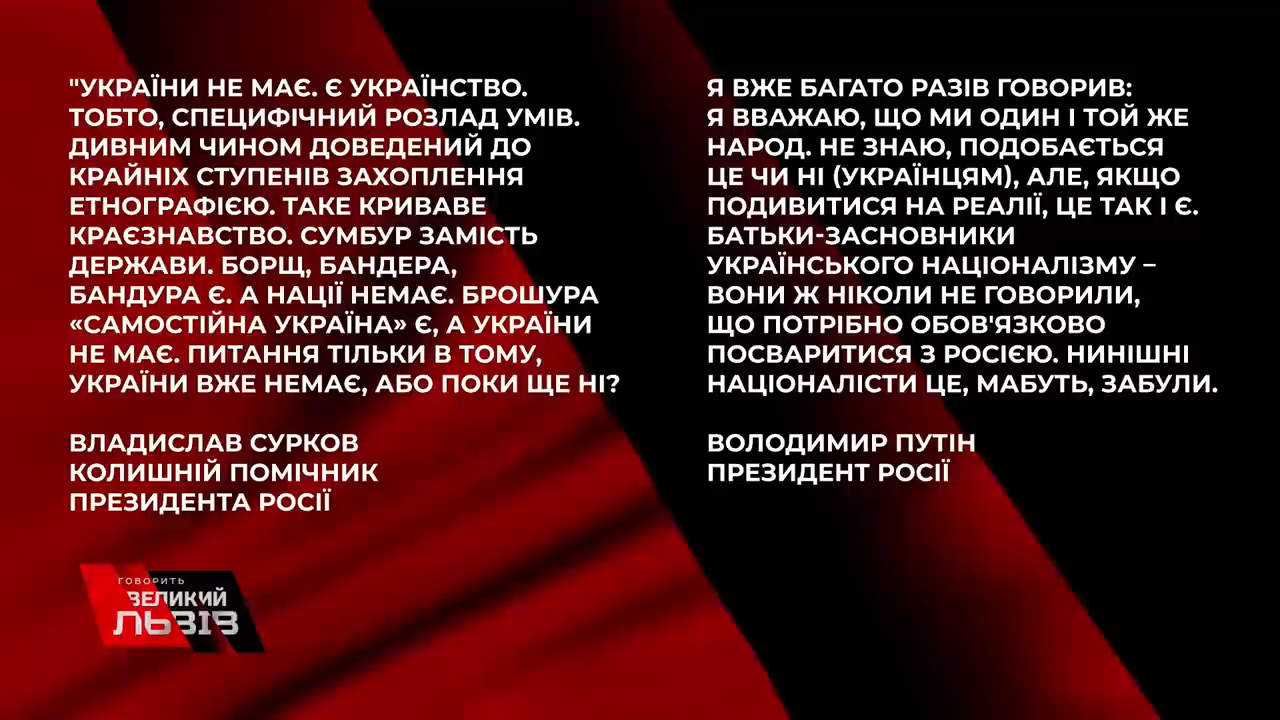 "УКРАЇНИ НЕ МАЄ. Є УКРАЇНСТВО.
ТОБТО, СПЕЦИФІЧНИЙ РОЗЛАД УМІВ.
ДИВНИМ ЧИНОМ ДОВЕДЕНИЙ ДО
КРАЙНІХ СТУПЕНІВ ЗАХОПЛЕННЯ
ЕТНОГРАФІЄЮ. ТАКЕ КРИВАВЕ
КРАЄЗНАВСТВО. СУМБУР ЗАМІСТЬ
ДЕРЖАВИ. БОРЩ, БАНДЕРА,
БАНДУРА Є. А НАЦІЇ НЕМАЄ. БРОШУРА
«САМОСТІЙНА УКРАЇНА» Є, А УКРАЇНИ
НЕ МАЄ. ПИТАННЯ ТІЛЬКИ В ТОМУ,
УКРАЇНИ ВЖЕ НЕМАЄ, АБО ПОКИ ЩЕ НІ?
ВЛАДИСЛАВ СУРКОВ
КОЛИШНІЙ ПОМІЧНИК
ПРЕЗИДЕНТА РОСІЇ
Я ВЖЕ БАГАТО РАЗІВ ГОВОРИВ:
Я ВВАЖАЮ, ЩО МИ ОДИН І ТОЙ ЖЕ
НАРОД. НЕ ЗНАЮ, ПОДОБАЄТЬСЯ
ЦЕ ЧИ НІ (УКРАЇНЦЯМ), АЛЕ, ЯКЩО
ПОДИВИТИСЯ НА РЕАЛІЇ, ЦЕ ТАК І Є.
БАТЬКИ-ЗАСНОВНИКИ
УКРАЇНСЬКОГО НАЦІОНАЛІЗМУ –
ВОНИ Ж НІКОЛИ НЕ ГОВОРИЛИ,
ЩО ПОТРІБНО ОБОВ'ЯЗКОВО
ПОСВАРИТИСЯ З РОСІЄЮ. НИНІШНІ
НАЦІОНАЛІСТИ ЦЕ, МАБУТЬ, ЗАБУЛИ.
ВОЛОДИМИР ПУТІН
ПРЕЗИДЕНТ РОСІЇ
ГОВОРИТЬ
ВЕЛИКИЙ
ЛЬВІВ